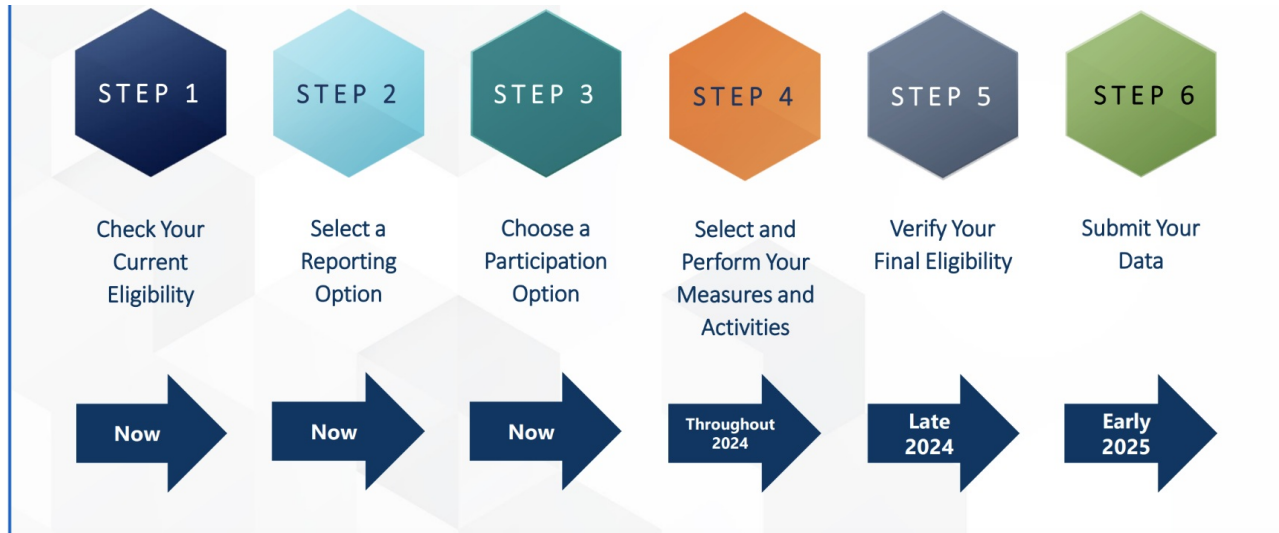 STEP 1
STEP 2
STEP 3
STEP 4
STEP 5
STEP 6
Check Your
Current
Eligibility
Select a
Reporting
Option
Choose a
Participation
Option
Select and
Perform Your
Measures and
Activities
Verify Your
Final Eligibility
Submit Your
Data
Now
Now
Now
Throughout
2024
Late
2024
Early
2025